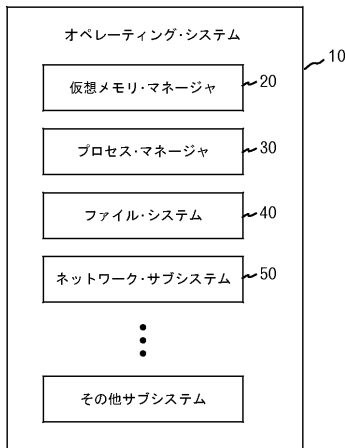 オペレーティング・システム
10
仮想メモリ・マネージャ
20
プロセス・マネージャ
30
ファイル・システム
40
ネットワーク・サブシステム
50
その他サブシステム